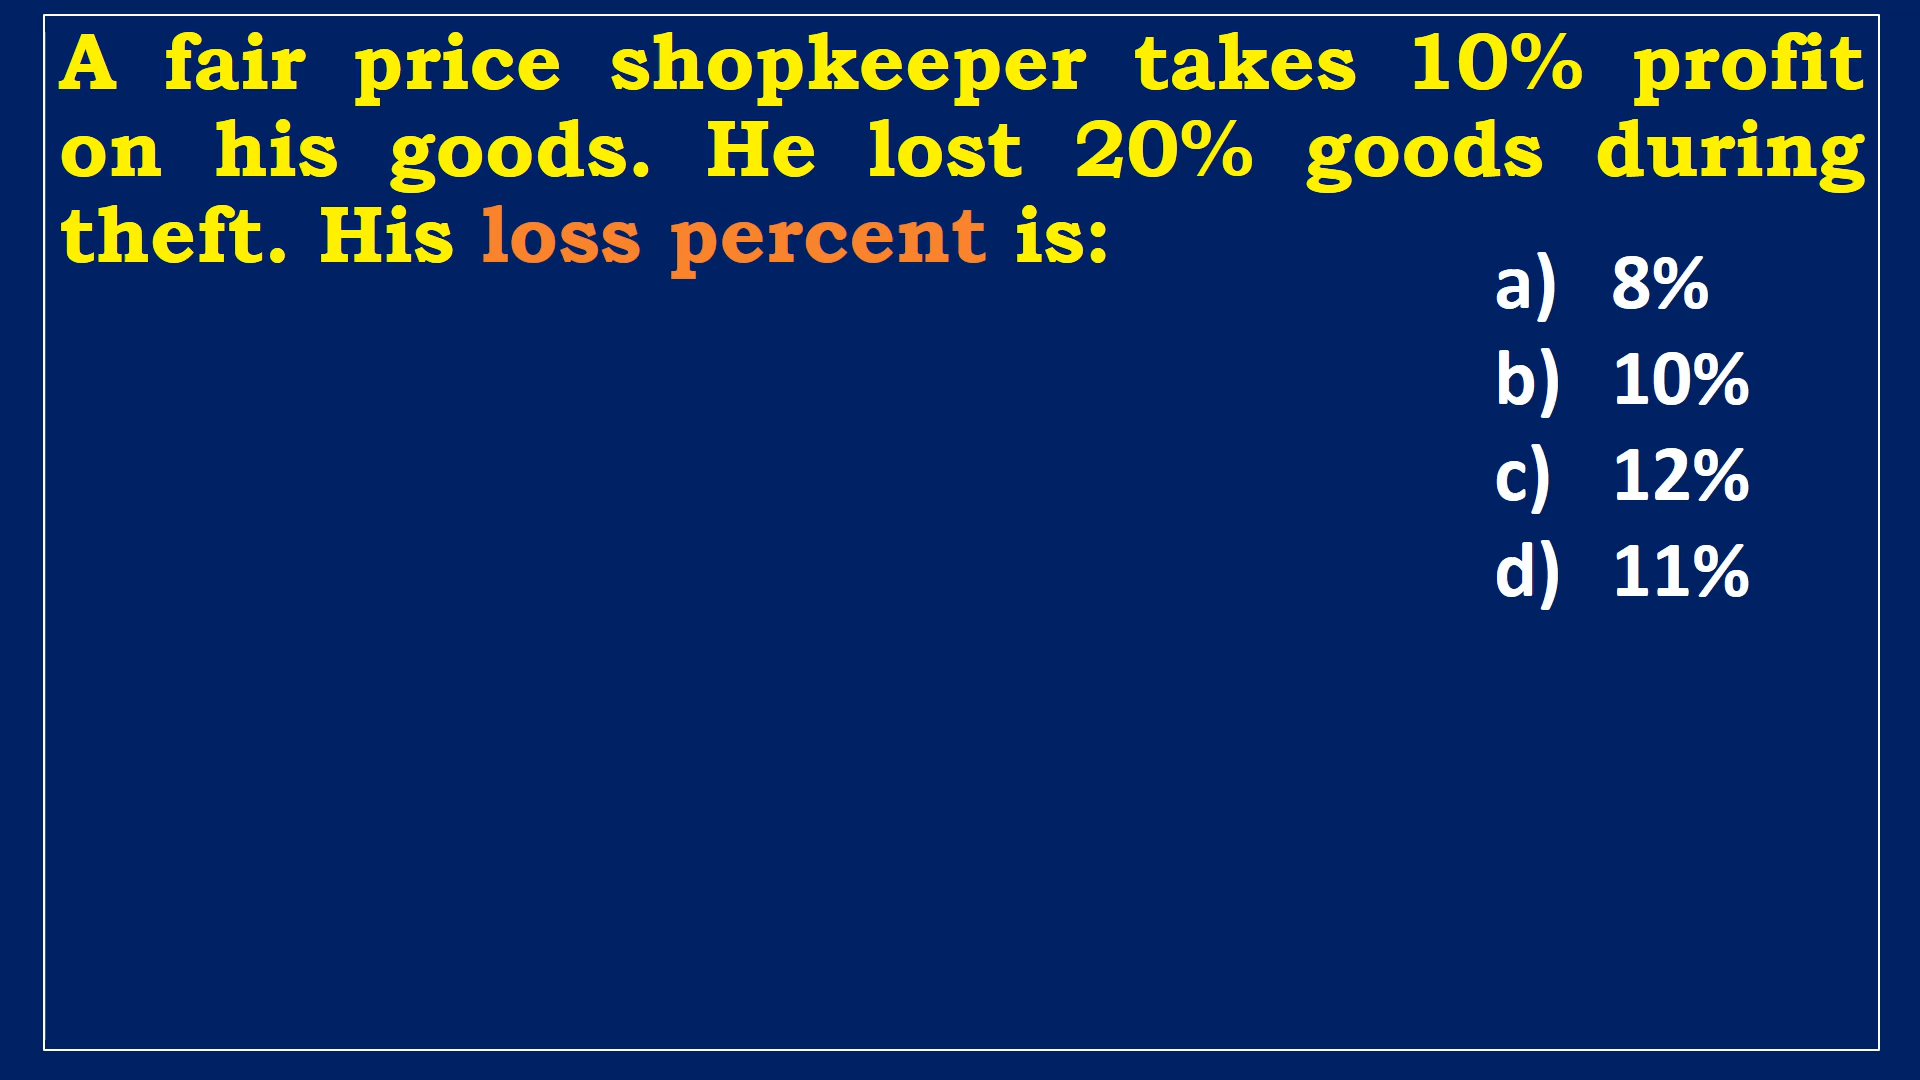 A fair price shopkeeper takes 10% profit
on his goods. He lost 20% goods during
theft. His loss percent is:
a) 8%
b) 10%
c) 12%
d) 11%